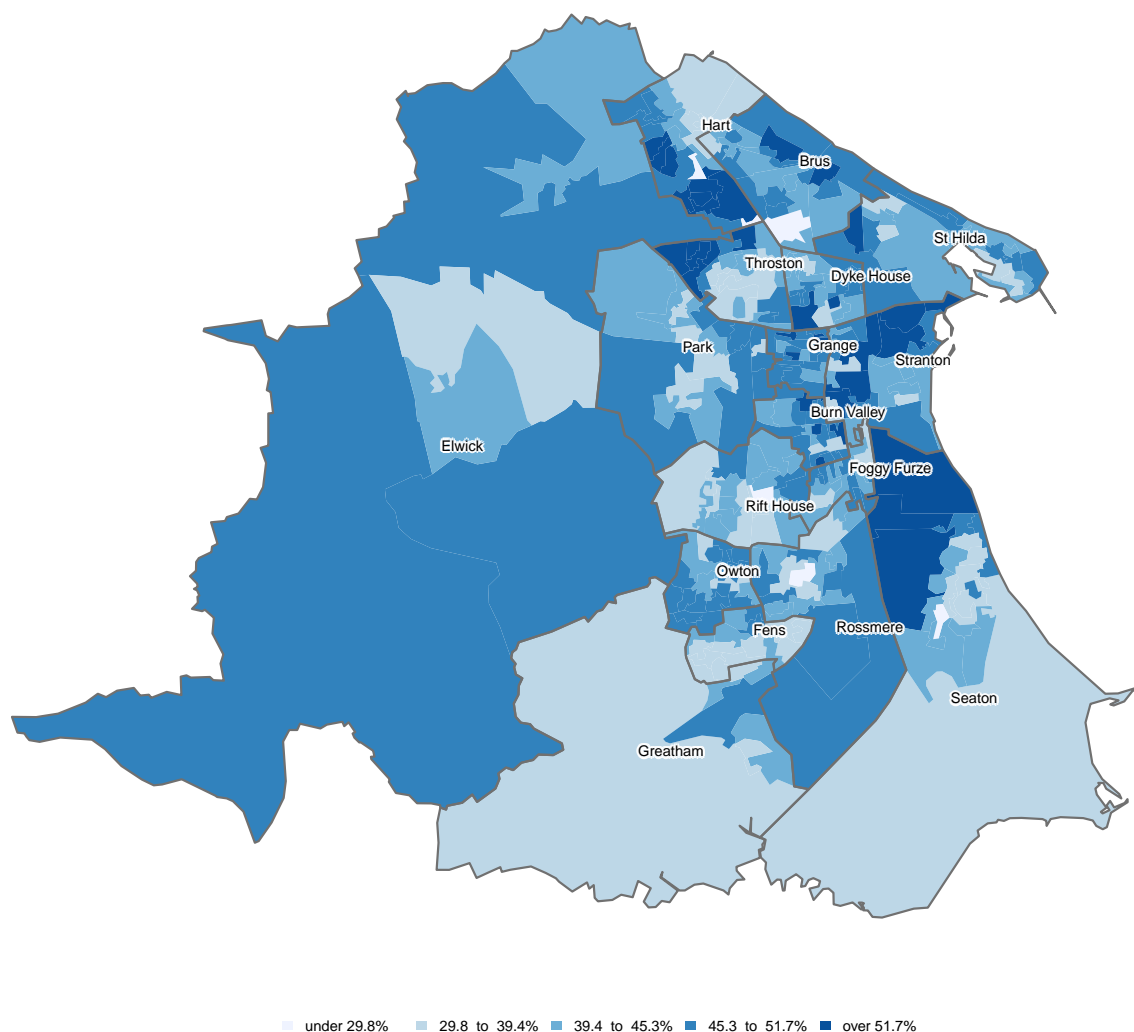 Hart
Brus
St Hilda
Throston
Dyke House
Park
Grange
Stranton
Burn Valley
Elwick
Foggy Furze
Rift House
Owton
Fens
Rossmere
Seaton
Greatham
under 29.8% 29.8 to 39.4% 39.4 to 45.3% 45.3 to 51.7% over 51.7%